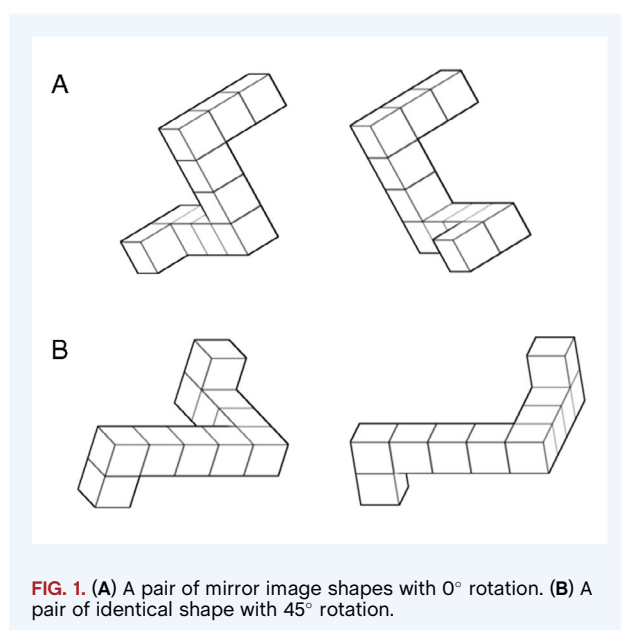 A
B
FIG. 1. (A) A pair of mirror image shapes with 0° rotation. (B) A
pair of identical shape with 45° rotation.